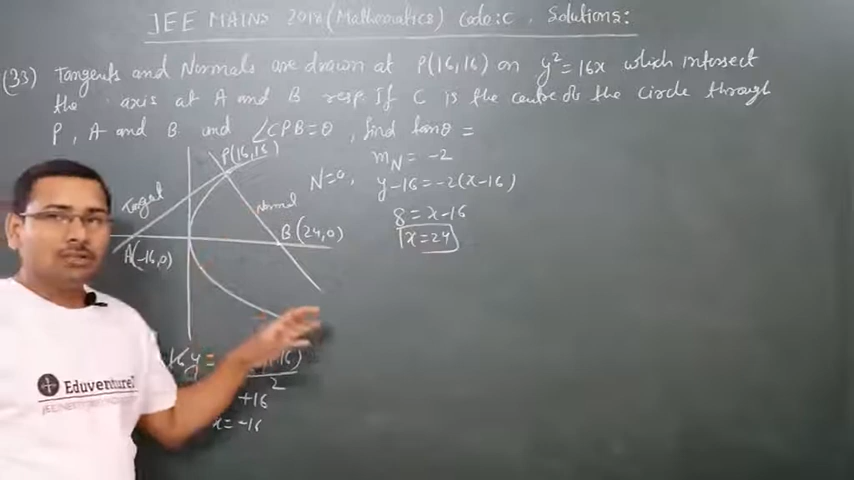 JEE MAINS 2018 (Mathematics) Code: C, Solutions:
(33) Tangents and Normals are drawn at P(16,16) on y²=16x which intersect
the axis at A and B resp. If C is the centre of the circle through
P, A and B and ∠CPB=θ, find tanθ =
P(16,16)
m_N = -2
N=0,
y-16=-2(x-16)
Tangent
Normal
8=x-16
B(24,0)
x=24
A(-16,0)
16y=
2
+16
x=-16
Eduventure